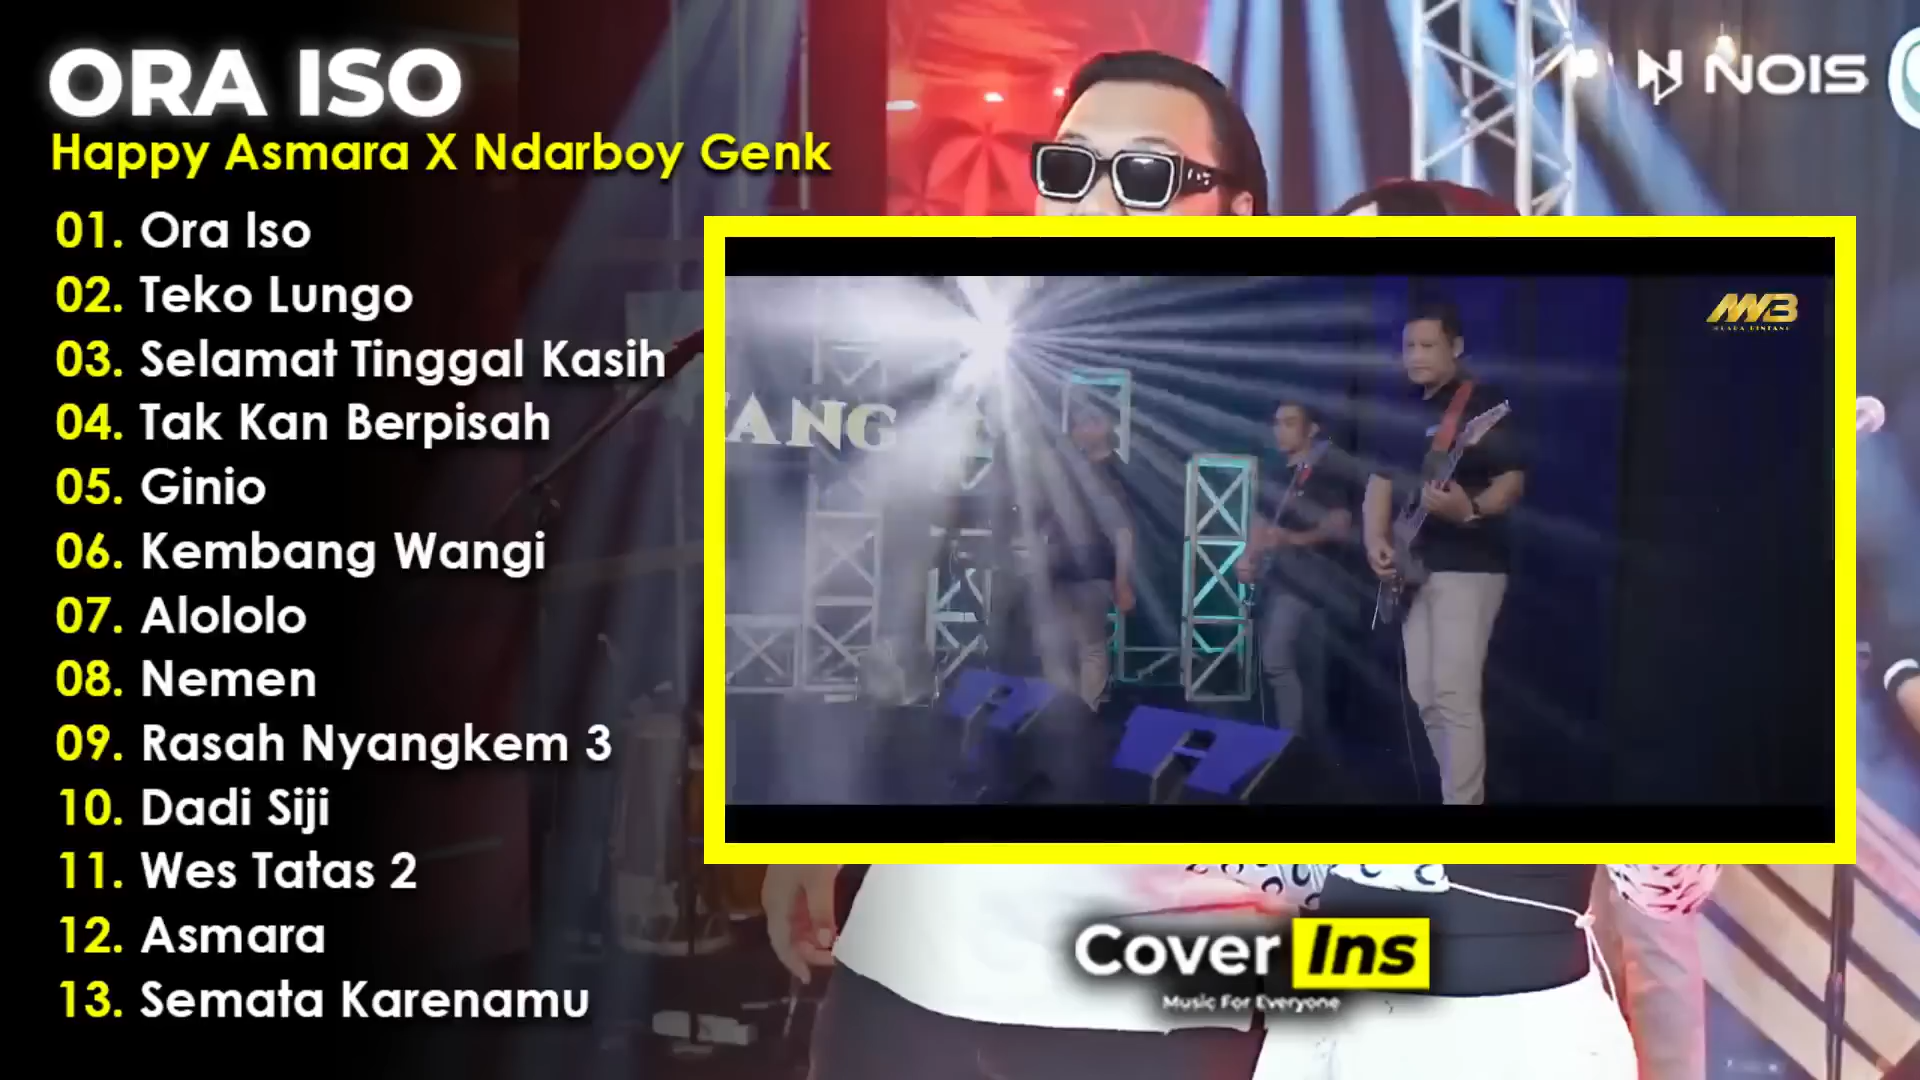 ORA ISO
Happy Asmara X Ndarboy Genk
01. Ora Iso
02. Teko Lungo
03. Selamat Tinggal Kasih
04. Tak Kan Berpisah
05. Ginio
06. Kembang Wangi
07. Alololo
08. Nemen
09. Rasah Nyangkem 3
10. Dadi Siji
11. Wes Tatas 2
12. Asmara
13. Semata Karenamu
NOIS
ANG
Cover Ins
Music For Everyone